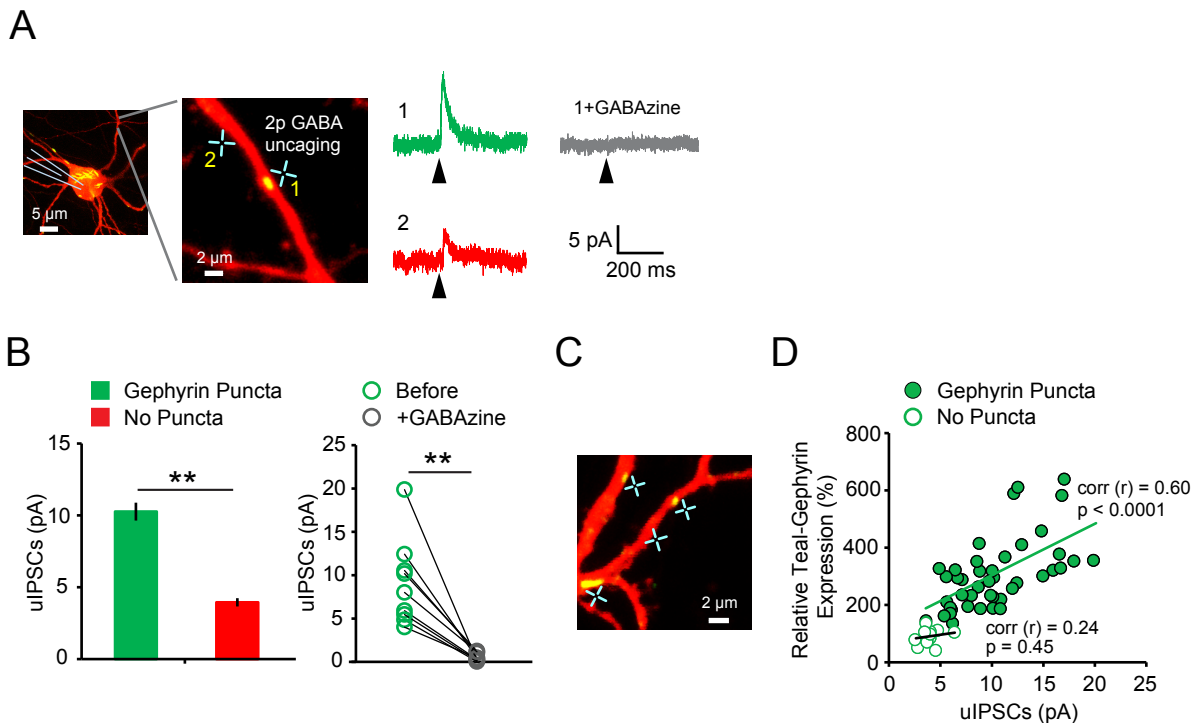 A
5 μm
2p GABA
uncaging
2
1
2 μm
1
1+GABAzine
2
5 pA
200 ms
B
Gephyrin Puncta
No Puncta
15
10
5
0
uIPSCs (pA)
**
Before
+GABAzine
25
20
15
10
5
0
uIPSCs (pA)
**
C
2 μm
D
Gephyrin Puncta
No Puncta
800
600
400
200
0
Relative Teal-Gephyrin
Expression (%)
corr (r) = 0.60
p < 0.0001
corr (r) = 0.24
p = 0.45
0
5
10
15
20
25
uIPSCs (pA)